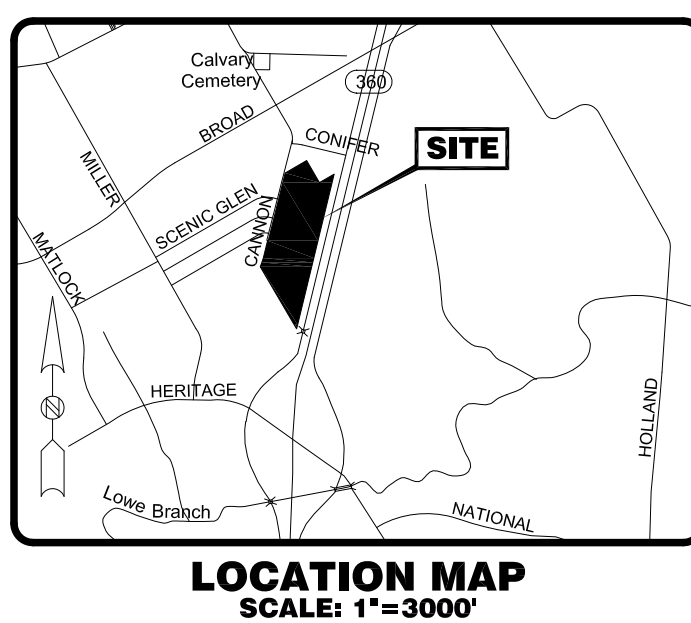 Calvary
Cemetery
360
BROAD
CONIFER
SITE
MILLER
SCENIC GLEN
CANNON
MATLOCK
N
HERITAGE
HOLLAND
Lowe Branch
NATIONAL
LOCATION MAP
SCALE: 1"=3000'